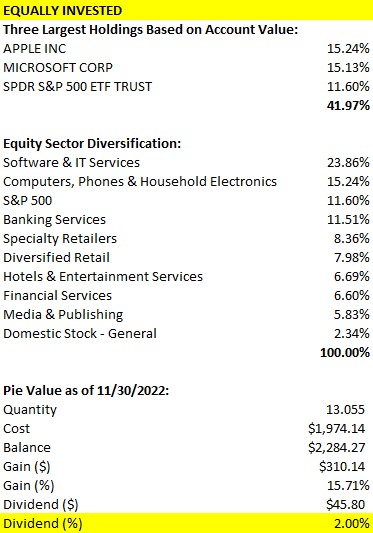 EQUALLY INVESTED
Three Largest Holdings Based on Account Value:
APPLE INC 15.24%
MICROSOFT CORP 15.13%
SPDR S&P 500 ETF TRUST 11.60%
41.97%
Equity Sector Diversification:
Software & IT Services 23.86%
Computers, Phones & Household Electronics 15.24%
S&P 500 11.60%
Banking Services 11.51%
Specialty Retailers 8.36%
Diversified Retail 7.98%
Hotels & Entertainment Services 6.69%
Financial Services 6.60%
Media & Publishing 5.83%
Domestic Stock - General 2.34%
100.00%
Pie Value as of 11/30/2022:
Quantity 13.055
Cost $1,974.14
Balance $2,284.27
Gain ($) $310.14
Gain (%) 15.71%
Dividend ($) $45.80
Dividend (%) 2.00%